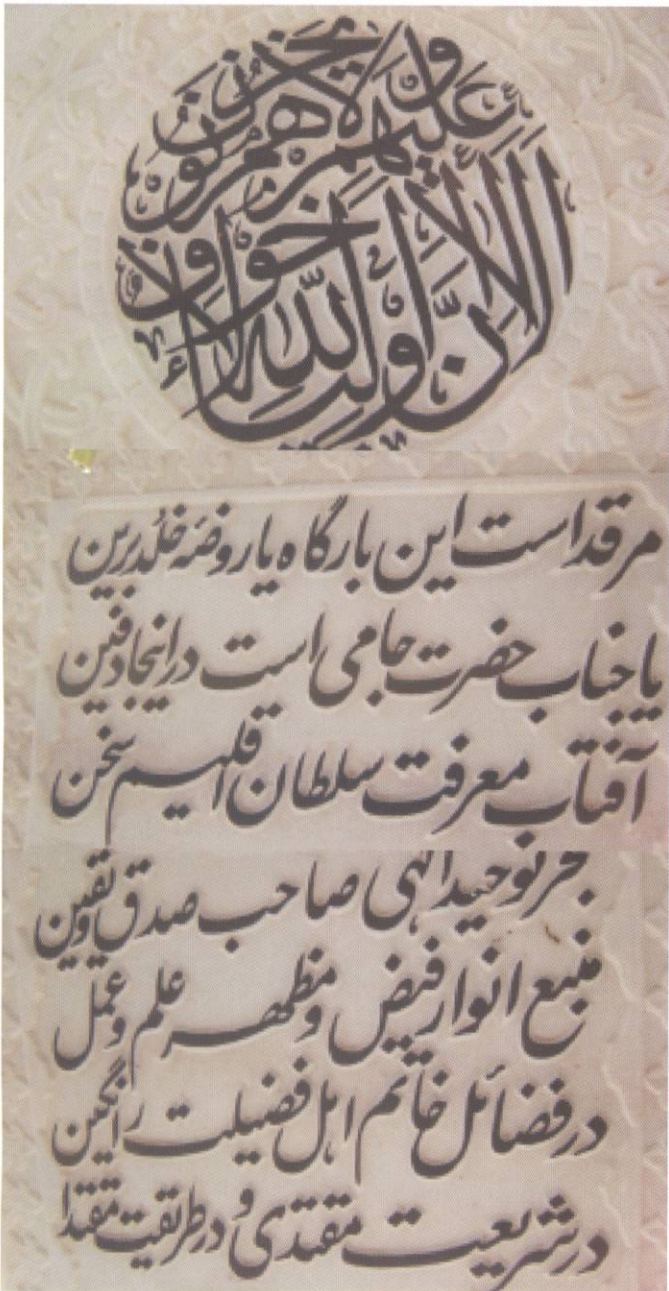 الا ان اولیاء الله لا خوف علیهم ولا هم یحزنون
مرقد است این بارگاه یا روضهٔ خلد برین
یا جناب حضرت جامی است در اینجا دفین
آفتاب معرفت سلطان اقلیم سخن
بحر توحید الهی صاحب صدق و یقین
منبع انوار فیض و مظهر علم و عمل
در فضائل خاتم اهل فضیلت را نگین
در شریعت مقتدی و در طریقت مقتدا